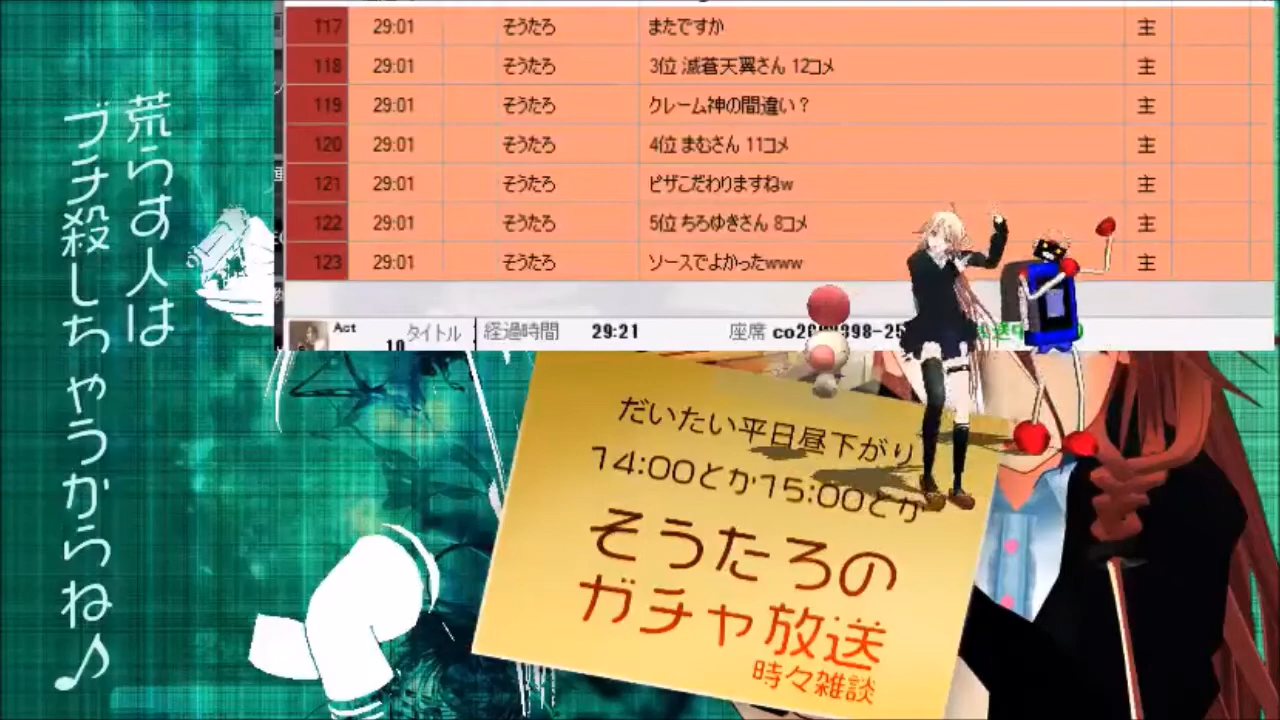 荒らす人は
ブチ殺しちゃうからね♪
117 29:01 そうたろ またですか 主
118 29:01 そうたろ 3位 滅蒼天翼さん 12コメ 主
119 29:01 そうたろ クレーム神の間違い？ 主
120 29:01 そうたろ 4位 まむさん 11コメ 主
121 29:01 そうたろ ピザこだわりますねw 主
122 29:01 そうたろ 5位 ちろゆきさん 8コメ 主
123 29:01 そうたろ ソースでよかったwww 主
Act タイトル 経過時間 29:21 座席
だいたい平日昼下がり
14:00とか15:00とか
そうたろの
ガチャ放送
時々雑談